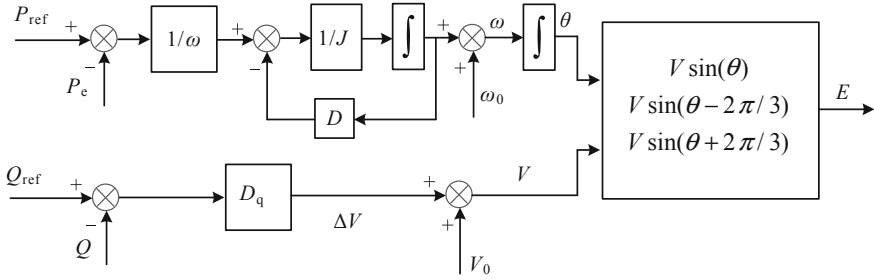 P_ref + − P_e 1/ω + − 1/J ∫ + ω + ω_0 ∫ θ
D
V sin(θ)
V sin(θ − 2π/3)
V sin(θ + 2π/3)
E
Q_ref + − Q D_q ΔV + + V_0 V